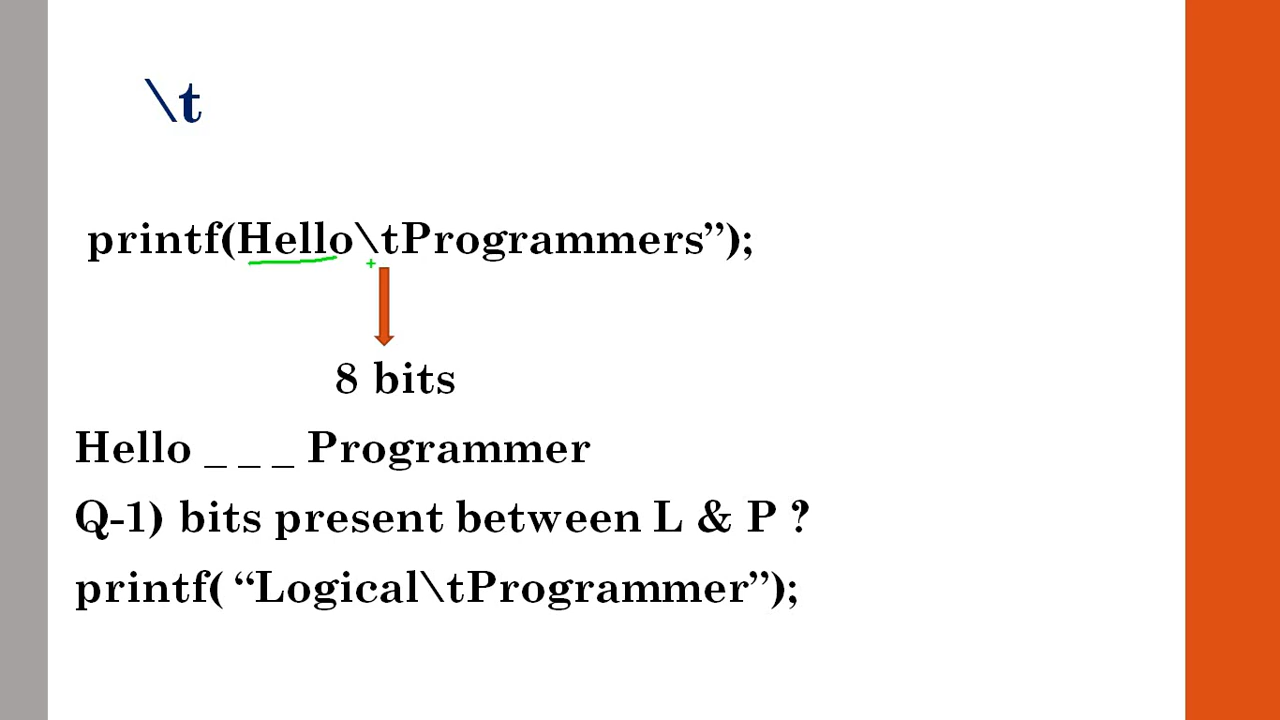 \t
printf(Hello\tProgrammers”);
8 bits
Hello _ _ _ Programmer
Q-1) bits present between L & P ?
printf( “Logical\tProgrammer”);